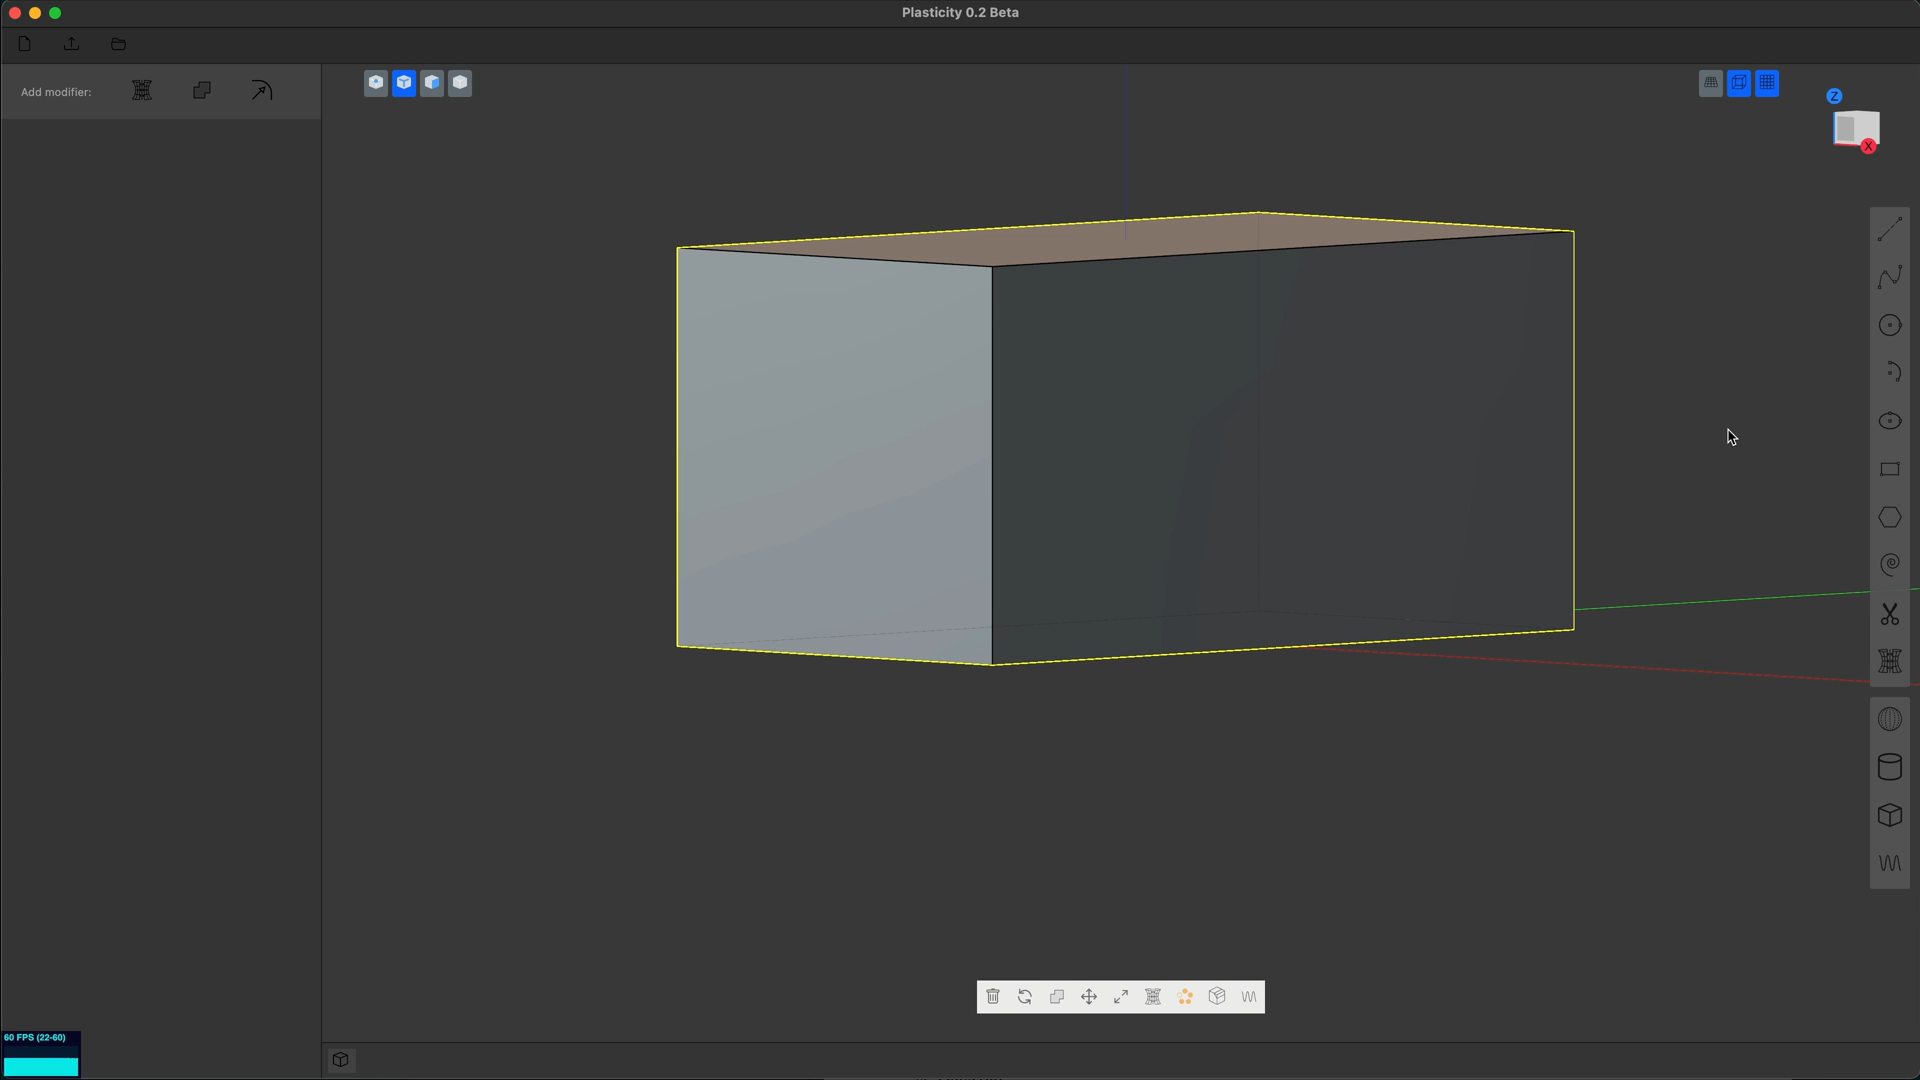 Plasticity 0.2 Beta
Add modifier:
Z
X
60 FPS (22-60)